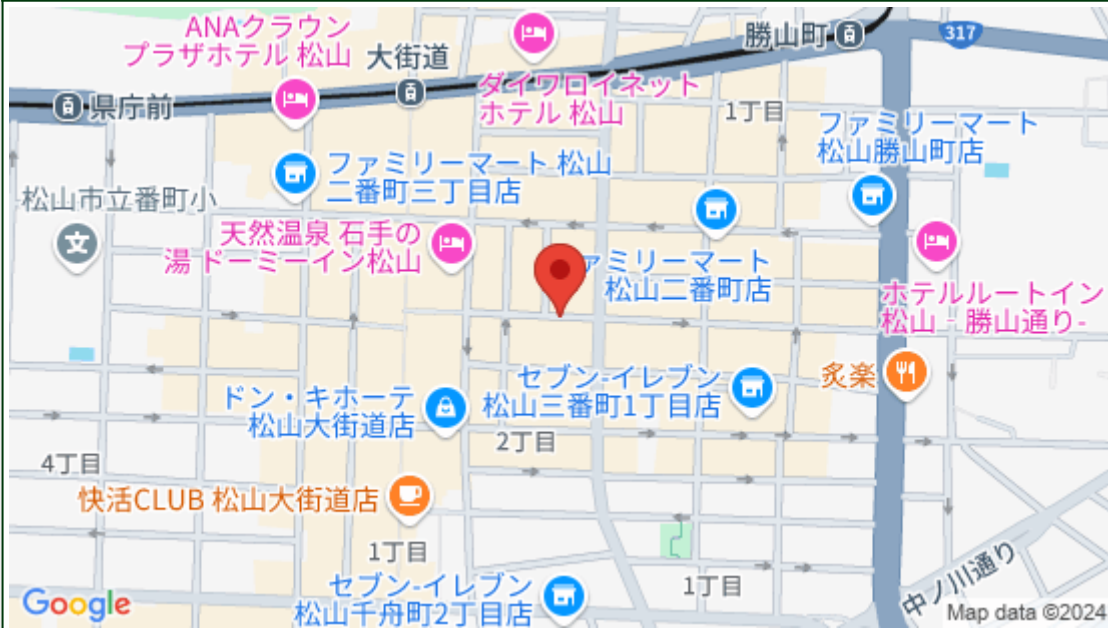 ANAクラウン
プラザホテル 松山
大街道
勝山町
317
県庁前
ダイワロイネット
ホテル 松山
1丁目
ファミリーマート
松山勝山町店
ファミリーマート 松山
二番町三丁目店
松山市立番町小
文
天然温泉 石手の
湯 ドーミーイン松山
ァミリーマート
松山二番町店
ホテルルートイン
松山 - 勝山通り-
ドン・キホーテ
松山大街道店
セブン-イレブン
松山三番町1丁目店
炙楽
2丁目
4丁目
快活CLUB 松山大街道店
1丁目
セブン-イレブン
松山千舟町2丁目店
1丁目
中ノ川通り
Google
Map data ©2024